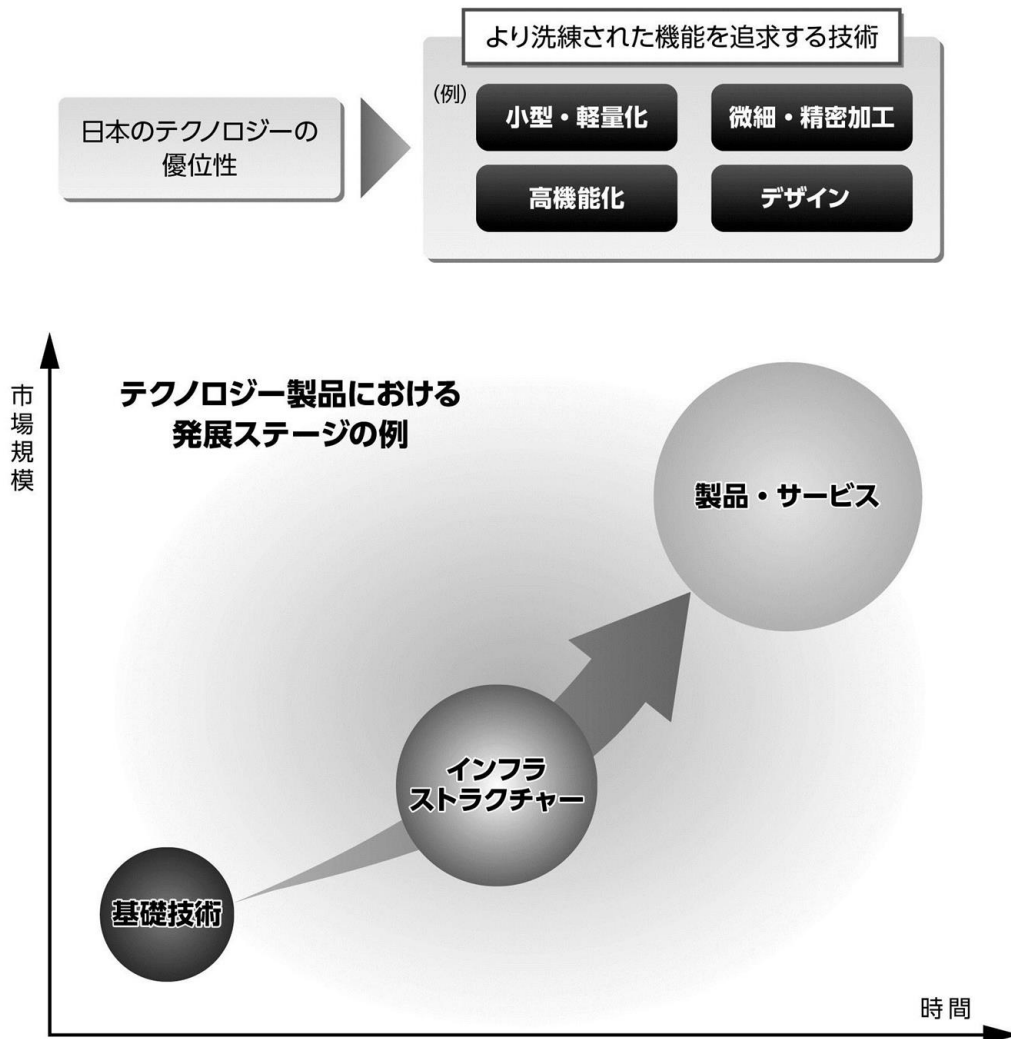 より洗練された機能を追求する技術
日本のテクノロジーの
優位性
(例)
小型・軽量化
微細・精密加工
高機能化
デザイン
市場規模
テクノロジー製品における
発展ステージの例
製品・サービス
インフラ
ストラクチャー
基礎技術
時間